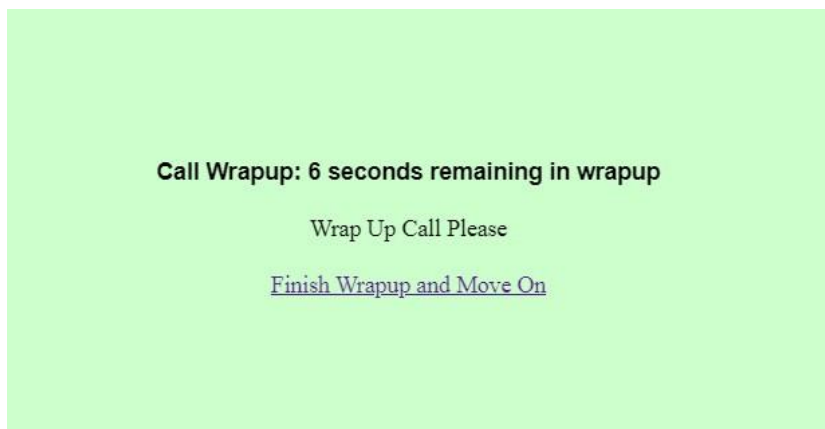 Call Wrapup: 6 seconds remaining in wrapup
Wrap Up Call Please
Finish Wrapup and Move On